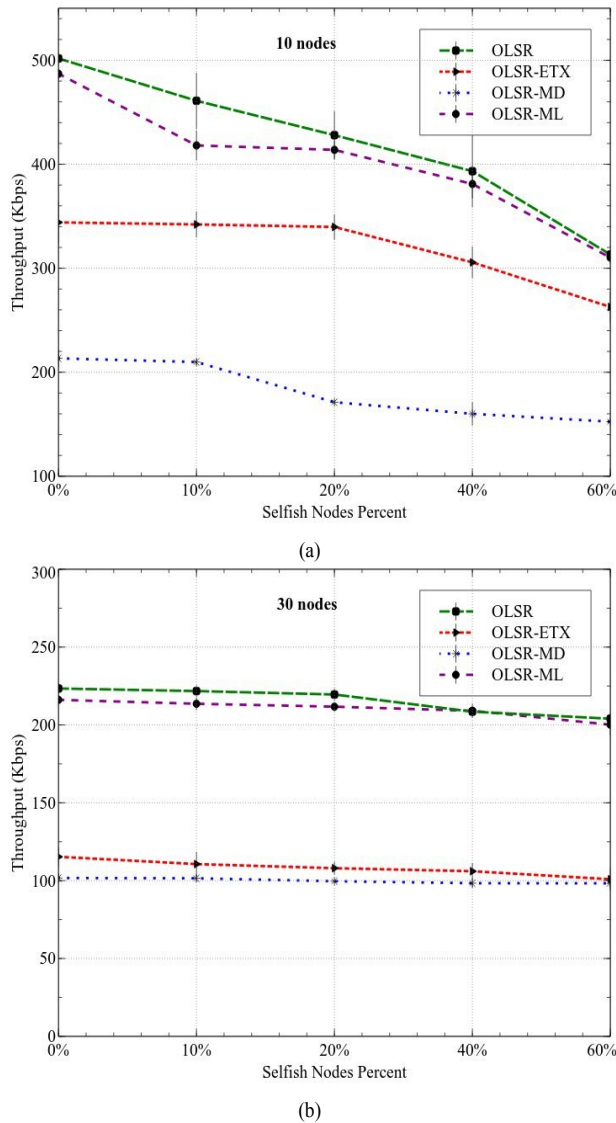 10 nodes
OLSR
OLSR-ETX
OLSR-MD
OLSR-ML
500
400
300
200
100
Throughput (Kbps)
0% 10% 20% 40% 60%
Selfish Nodes Percent
(a)
30 nodes
OLSR
OLSR-ETX
OLSR-MD
OLSR-ML
300
250
200
150
100
50
0
Throughput (Kbps)
0% 10% 20% 40% 60%
Selfish Nodes Percent
(b)